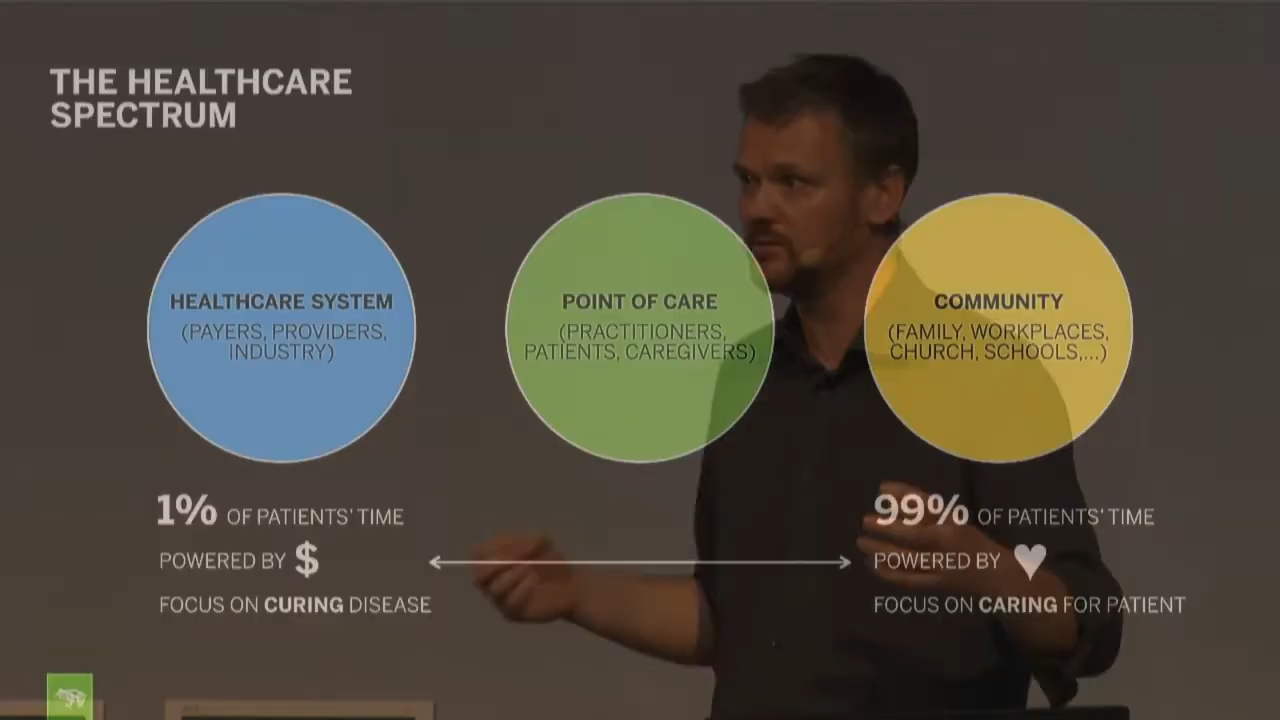 THE HEALTHCARE
SPECTRUM
HEALTHCARE SYSTEM
(PAYERS, PROVIDERS,
INDUSTRY)
POINT OF CARE
(PRACTITIONERS,
PATIENTS, CAREGIVERS)
COMMUNITY
(FAMILY, WORKPLACES,
CHURCH, SCHOOLS,...)
1% OF PATIENTS' TIME
POWERED BY $
FOCUS ON CURING DISEASE
99% OF PATIENTS' TIME
POWERED BY ♥
FOCUS ON CARING FOR PATIENT